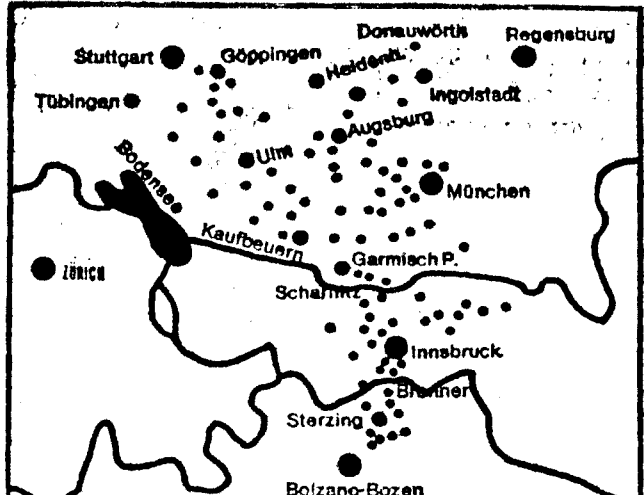 Donauwörth
Regensburg
Stuttgart
Göppingen
Heidenh.
Tübingen
Ingolstadt
Augsburg
Ulm
Bodensee
München
Kaufbeuern
Garmisch P.
ZÜRICH
Scharnitz
Innsbruck
Brenner
Sterzing
Bolzano-Bozen